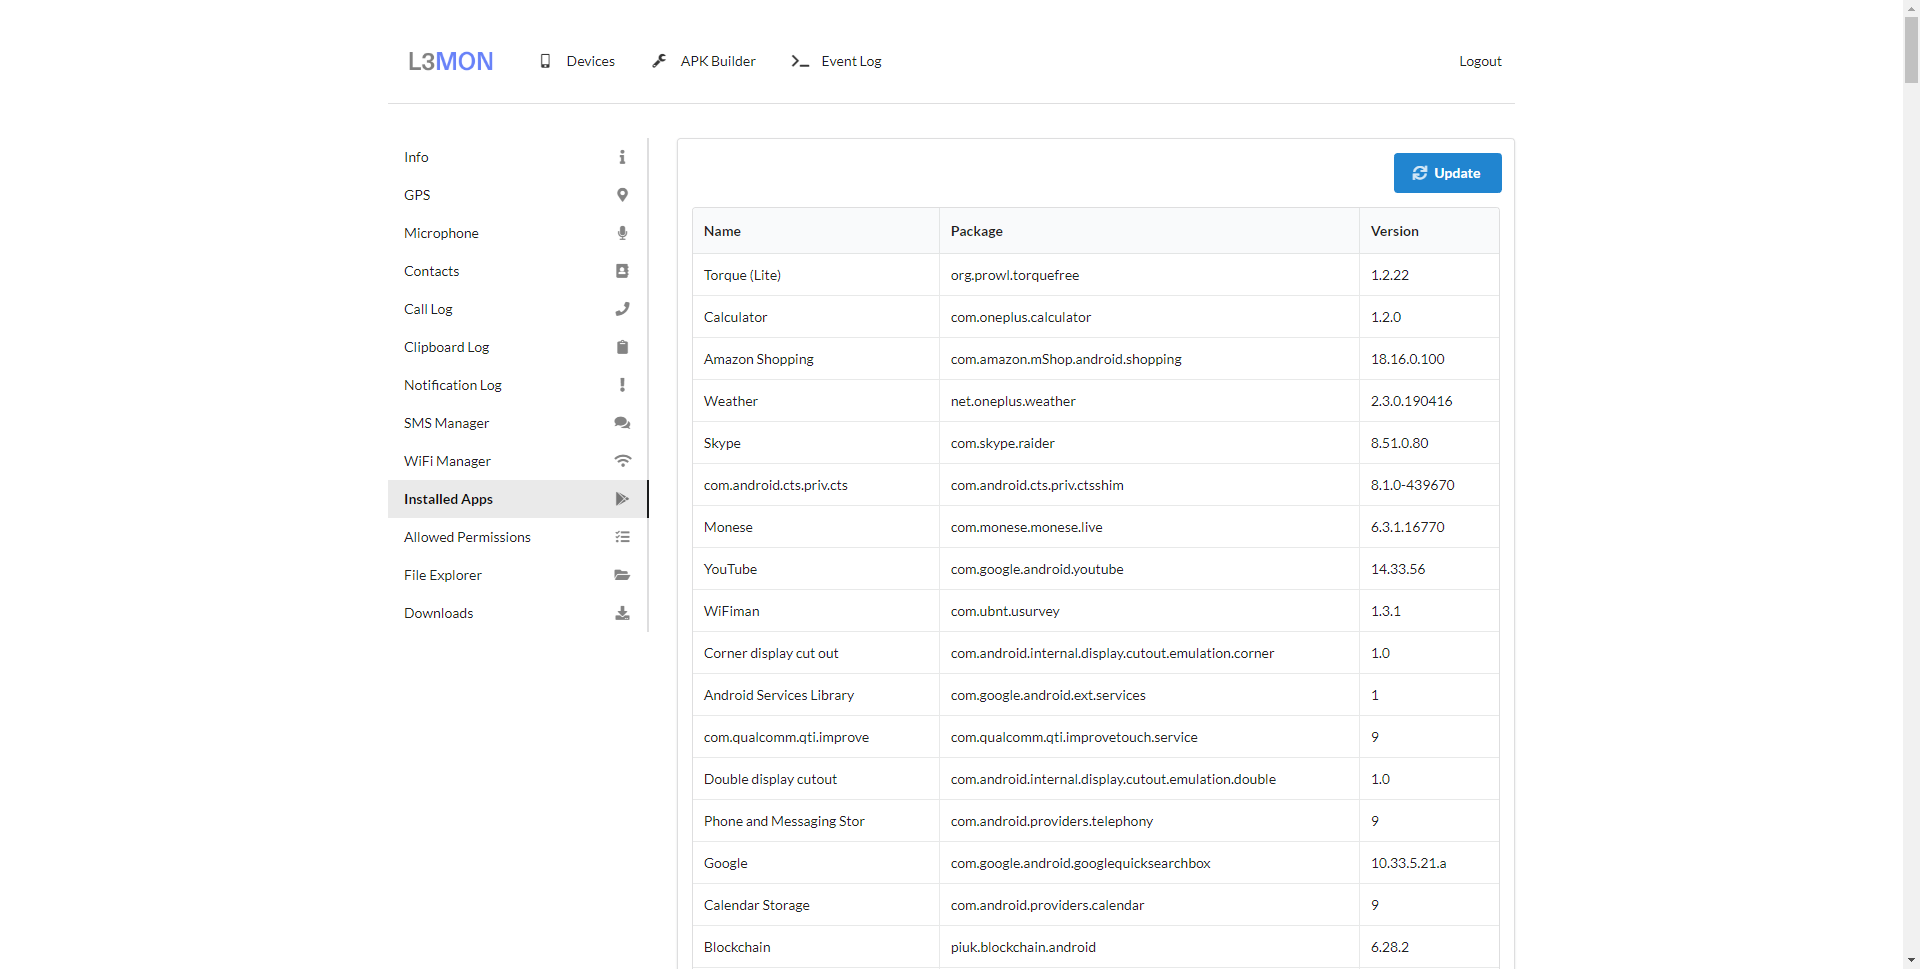 L3MON Devices APK Builder Event Log Logout
Info
GPS
Microphone
Contacts
Call Log
Clipboard Log
Notification Log
SMS Manager
WiFi Manager
Installed Apps
Allowed Permissions
File Explorer
Downloads
Update
Name Package Version
Torque (Lite) org.prowl.torquefree 1.2.22
Calculator com.oneplus.calculator 1.2.0
Amazon Shopping com.amazon.mShop.android.shopping 18.16.0.100
Weather net.oneplus.weather 2.3.0.190416
Skype com.skype.raider 8.51.0.80
com.android.cts.priv.cts com.android.cts.priv.ctsshim 8.1.0-439670
Monese com.monese.monese.live 6.3.1.16770
YouTube com.google.android.youtube 14.33.56
WiFiman com.ubnt.usurvey 1.3.1
Corner display cut out com.android.internal.display.cutout.emulation.corner 1.0
Android Services Library com.google.android.ext.services 1
com.qualcomm.qti.improve com.qualcomm.qti.improvetouch.service 9
Double display cutout com.android.internal.display.cutout.emulation.double 1.0
Phone and Messaging Stor com.android.providers.telephony 9
Google com.google.android.googlequicksearchbox 10.33.5.21.a
Calendar Storage com.android.providers.calendar 9
Blockchain piuk.blockchain.android 6.28.2